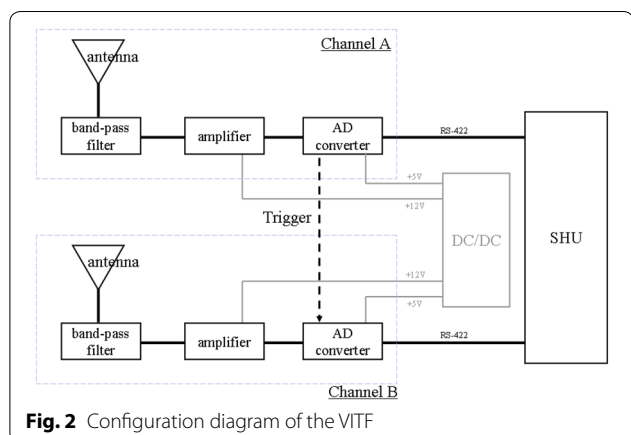 Channel A
antenna
band-pass
filter
amplifier
AD
converter
RS-422
+5V
+12V
Trigger
DC/DC
SHU
+12V
+5V
antenna
band-pass
filter
amplifier
AD
converter
RS-422
Channel B
Fig. 2 Configuration diagram of the VITF